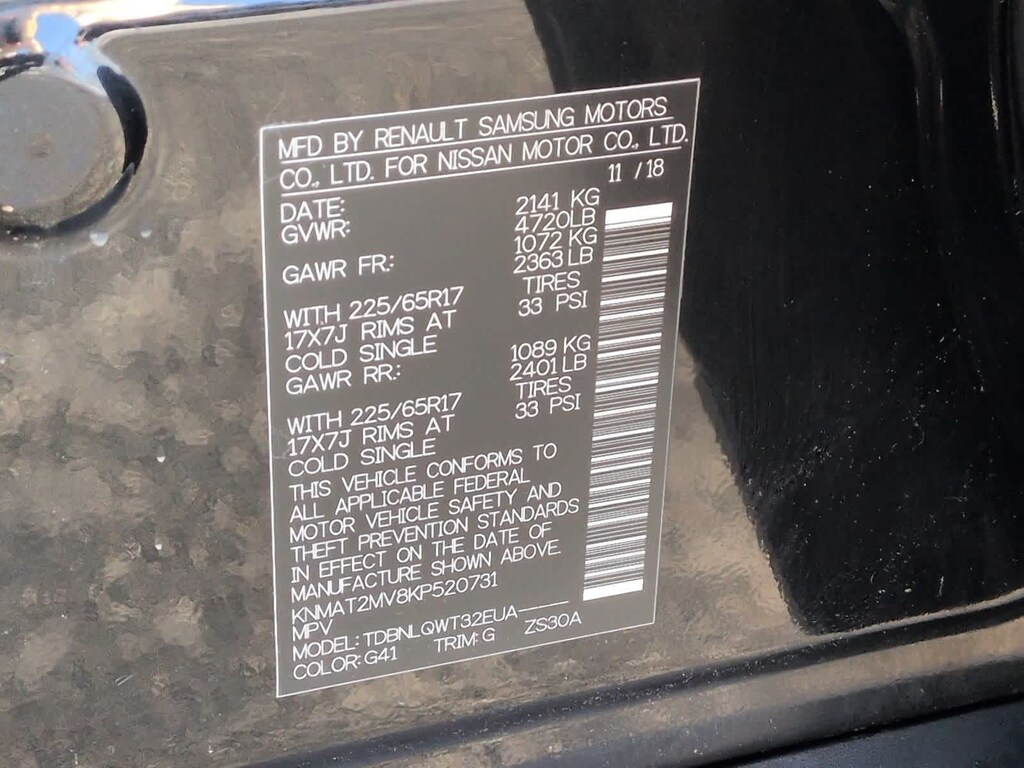 MFD BY RENAULT SAMSUNG MOTORS
CO., LTD. FOR NISSAN MOTOR CO., LTD.
DATE: 11 / 18
GVWR: 2141 KG
4720LB
GAWR FR.: 1072 KG
2363LB
WITH 225/65R17 TIRES
17X7J RIMS AT 33 PSI
COLD SINGLE
GAWR RR.: 1089 KG
2401LB
WITH 225/65R17 TIRES
17X7J RIMS AT 33 PSI
COLD SINGLE
THIS VEHICLE CONFORMS TO
ALL APPLICABLE FEDERAL
MOTOR VEHICLE SAFETY AND
THEFT PREVENTION STANDARDS
IN EFFECT ON THE DATE OF
MANUFACTURE SHOWN ABOVE.
KNMAT2MV8KP520731
MPV
MODEL: TDBNLQWT32EUA-----
COLOR: G41 TRIM: G ZS30A